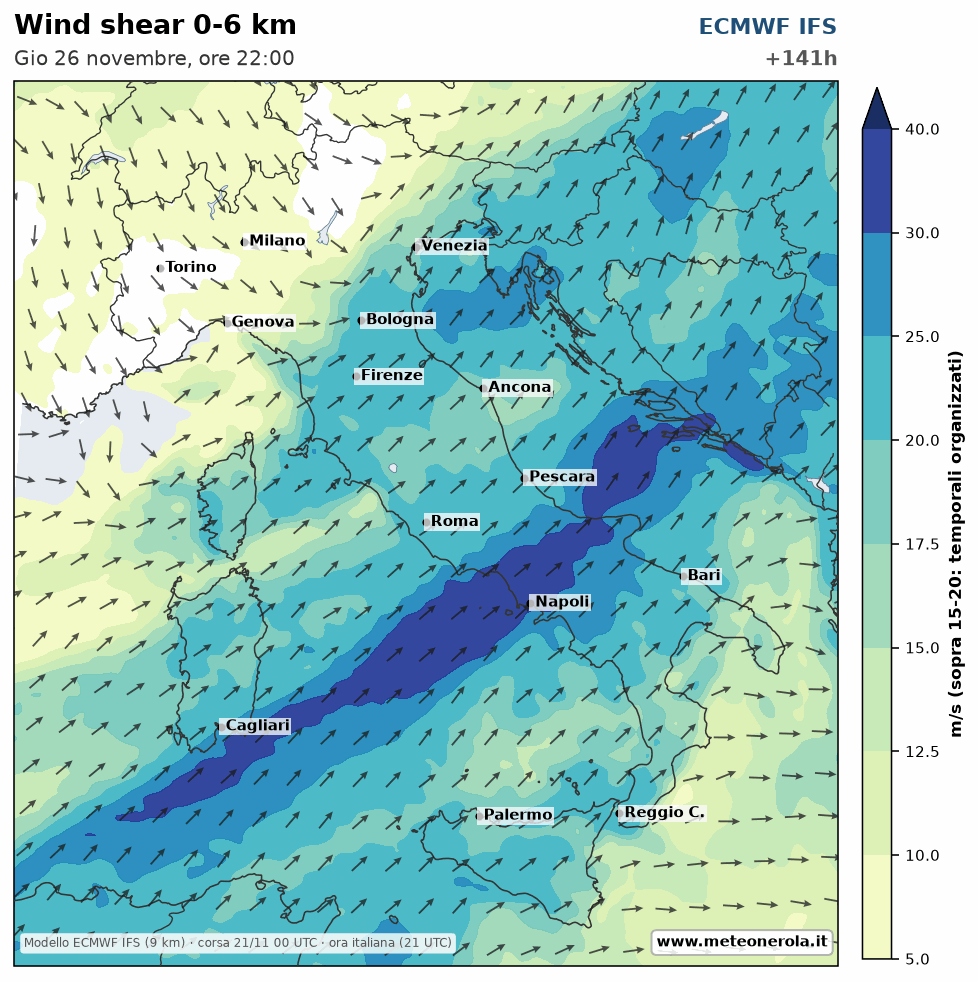 Wind shear 0-6 km
ECMWF IFS
Gio 26 novembre, ore 22:00
+141h
40.0
30.0
25.0
20.0
17.5
15.0
12.5
10.0
5.0
m/s (sopra 15-20: temporali organizzati)
Milano
Venezia
Torino
Genova
Bologna
Firenze
Ancona
Pescara
Roma
Bari
Napoli
Cagliari
Palermo
Reggio C.
Modello ECMWF IFS (9 km) · corsa 21/11 00 UTC · ora italiana (21 UTC)
www.meteonerola.it